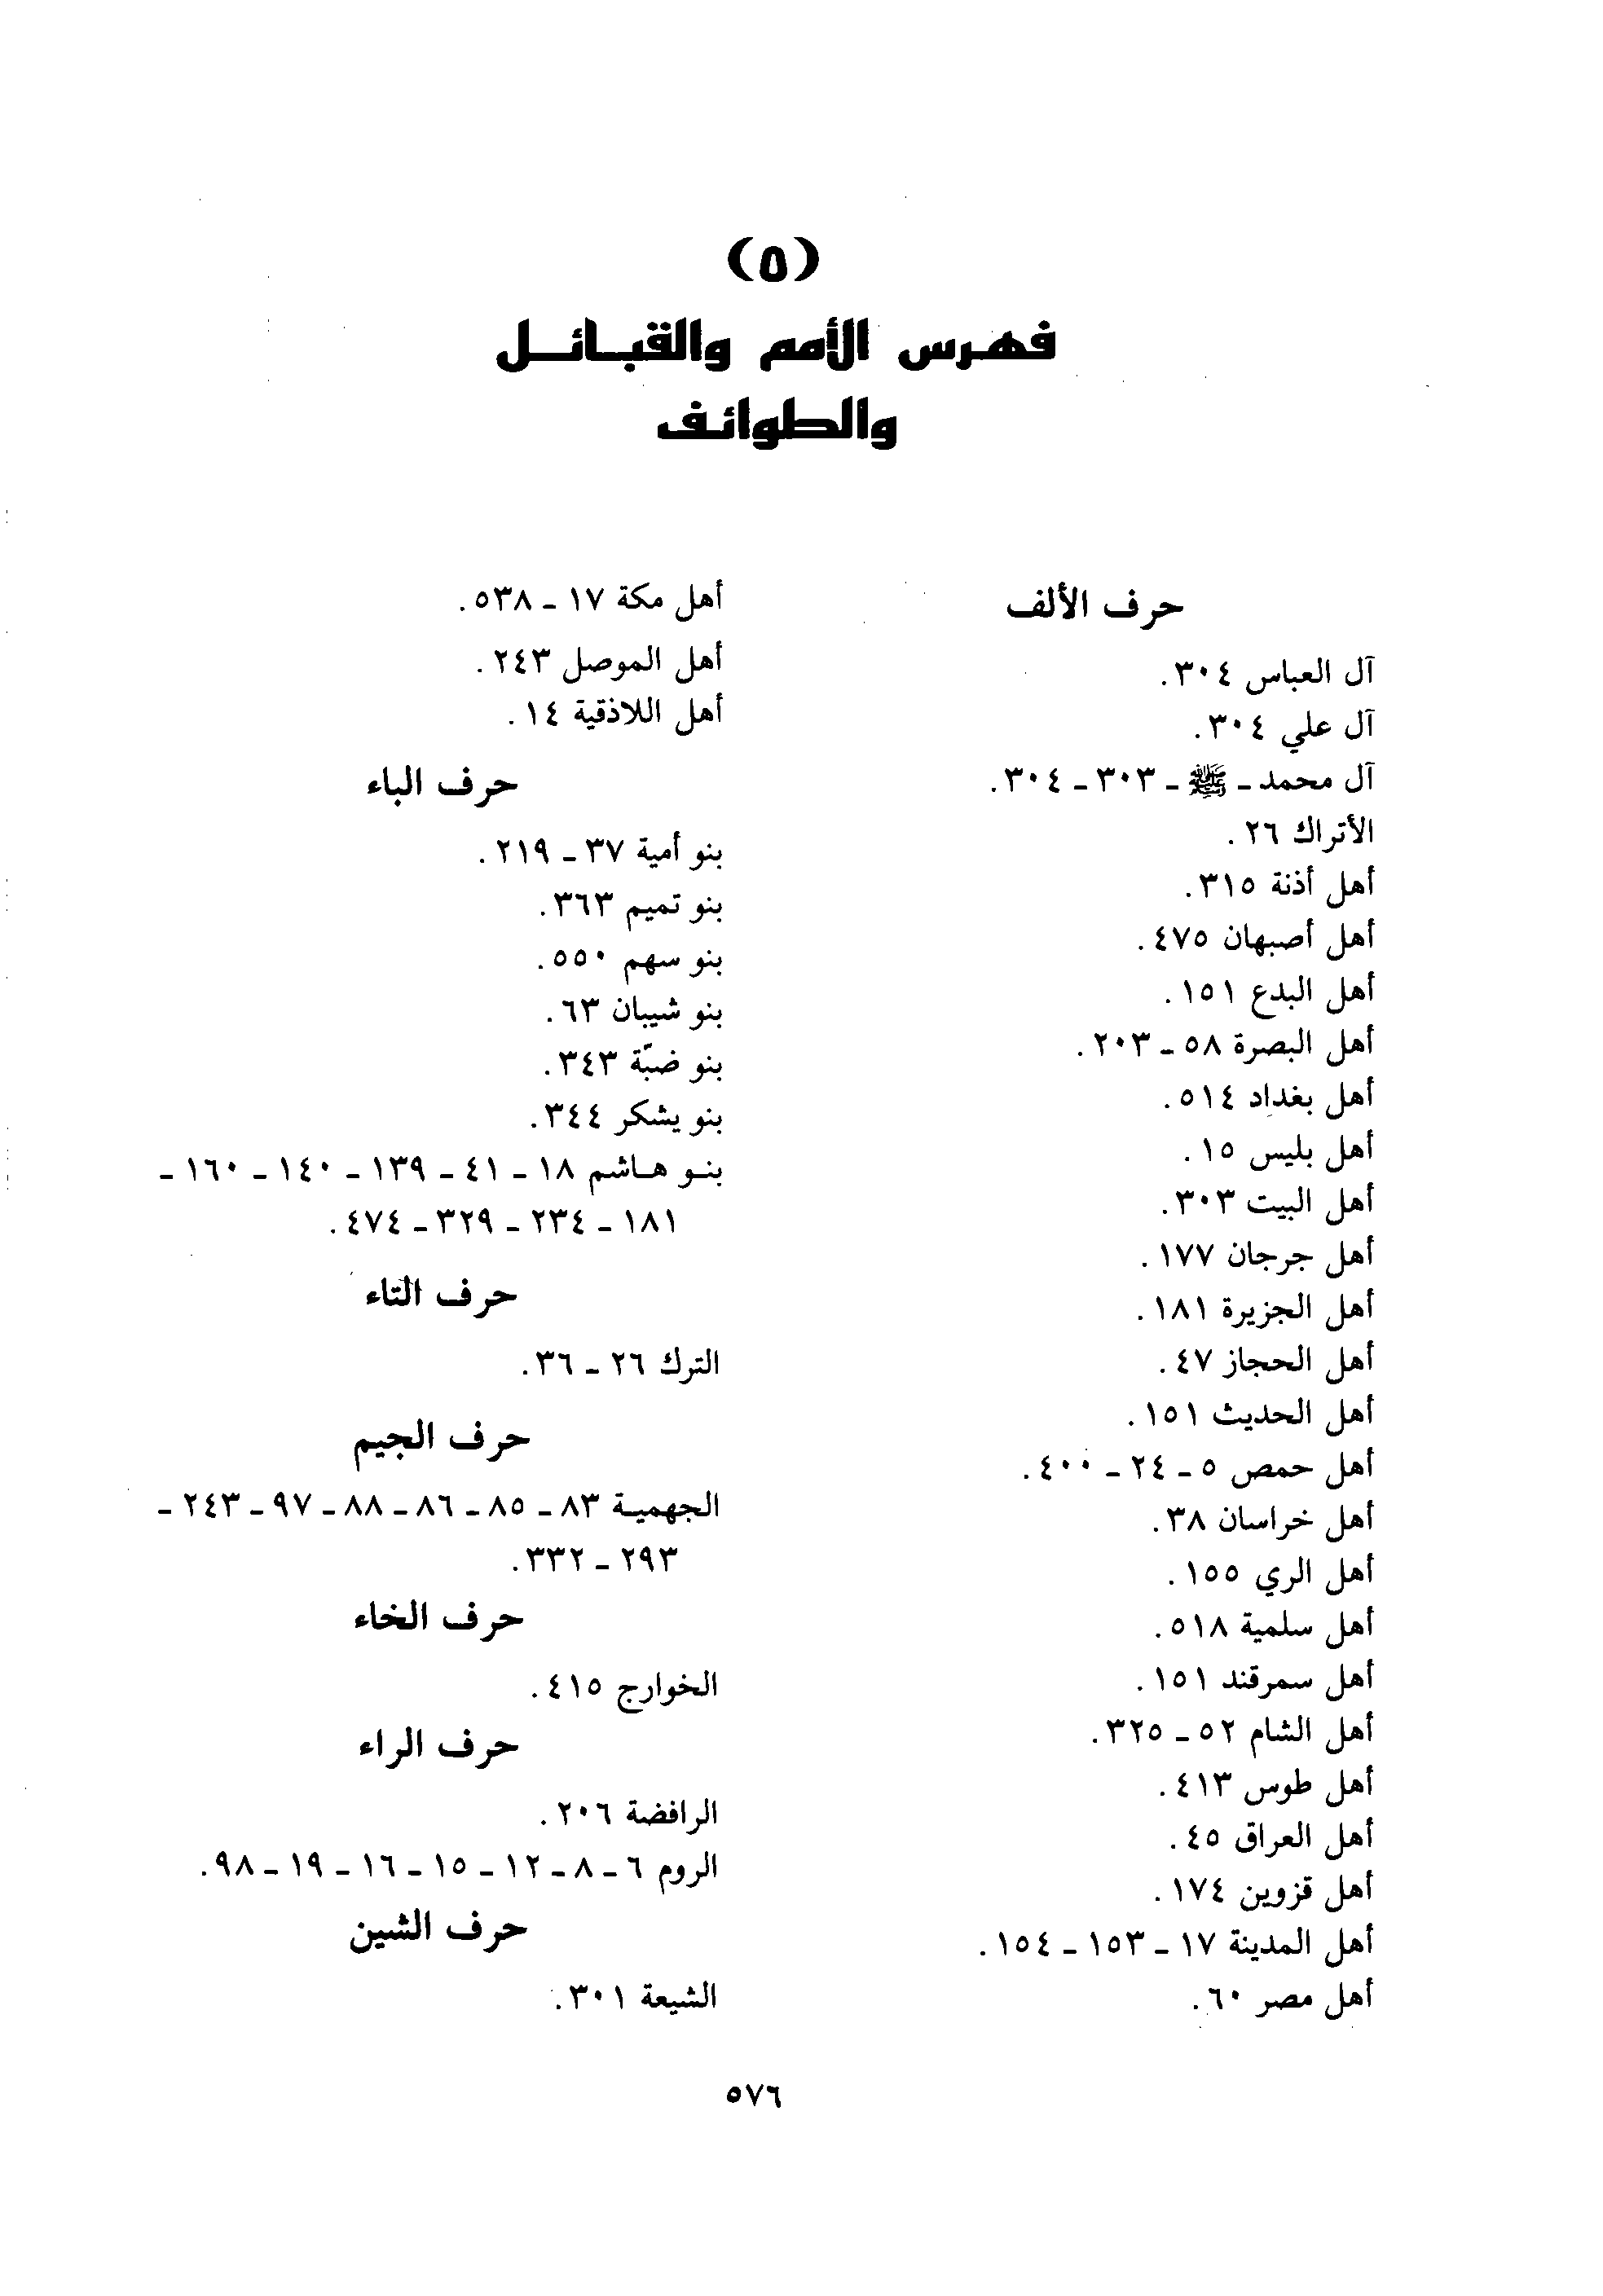 (٥)
فهرس الأمم والقبائل
والطوائف
حرف الألف
آل العباس ٣٠٤.
آل علي ٣٠٤.
آل محمد ـ ﷺ ـ ٣٠٣ ـ ٣٠٤.
الأتراك ٢٦.
أهل أذنة ٣١٥.
أهل أصبهان ٤٧٥.
أهل البدع ١٥١.
أهل البصرة ٥٨ ـ ٢٠٣.
أهل بغداد ٥١٤.
أهل بليس ١٥.
أهل البيت ٣٠٣.
أهل جرجان ١٧٧.
أهل الجزيرة ١٨١.
أهل الحجاز ٤٧.
أهل الحديث ١٥١.
أهل حمص ٥ ـ ٢٤ ـ ٤٠٠.
أهل خراسان ٣٨.
أهل الري ١٥٥.
أهل سلمية ٥١٨.
أهل سمرقند ١٥١.
أهل الشام ٥٢ ـ ٣٢٥.
أهل طوس ٤١٣.
أهل العراق ٤٥.
أهل قزوين ١٧٤.
أهل المدينة ١٧ ـ ١٥٣ ـ ١٥٤.
أهل مصر ٦٠.
أهل مكة ١٧ ـ ٥٣٨.
أهل الموصل ٢٤٣.
أهل اللاذقية ١٤.
حرف الباء
بنو أمية ٣٧ ـ ٢١٩.
بنو تميم ٣٦٣.
بنو سهم ٥٥٠.
بنو شيبان ٦٣.
بنو ضبّة ٣٤٣.
بنو يشكر ٣٤٤.
بنـو هـاشم ١٨ ـ ٤١ ـ ١٣٩ ـ ١٤٠ ـ ١٦٠ ـ
١٨١ ـ ٢٣٤ ـ ٣٢٩ ـ ٤٧٤.
حرف التاء
الترك ٢٦ ـ ٣٦.
حرف الجيم
الجهميـة ٨٣ ـ ٨٥ ـ ٨٦ ـ ٨٨ ـ ٩٧ ـ ٢٤٣ ـ
٢٩٣ ـ ٣٣٢.
حرف الخاء
الخوارج ٤١٥.
حرف الراء
الرافضة ٢٠٦.
الروم ٦ ـ ٨ ـ ١٢ ـ ١٥ ـ ١٦ ـ ١٩ ـ ٩٨.
حرف الشين
الشيعة ٣٠١.
٥٧٦